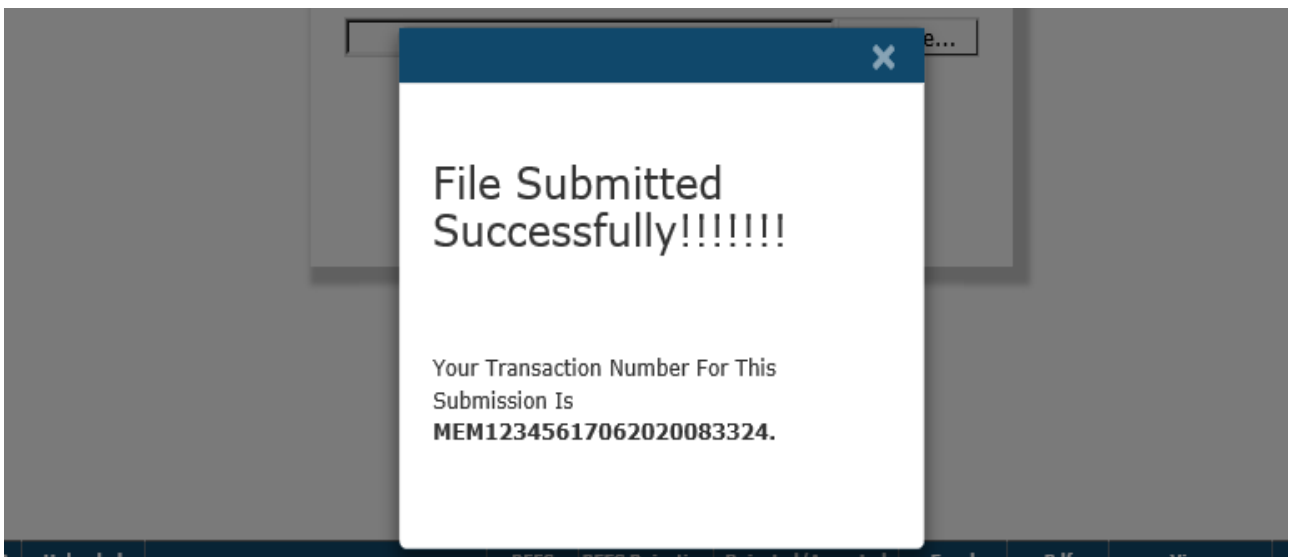 e...
×
File Submitted
Successfully!!!!!!!
Your Transaction Number For This
Submission Is
MEM12345617062020083324.